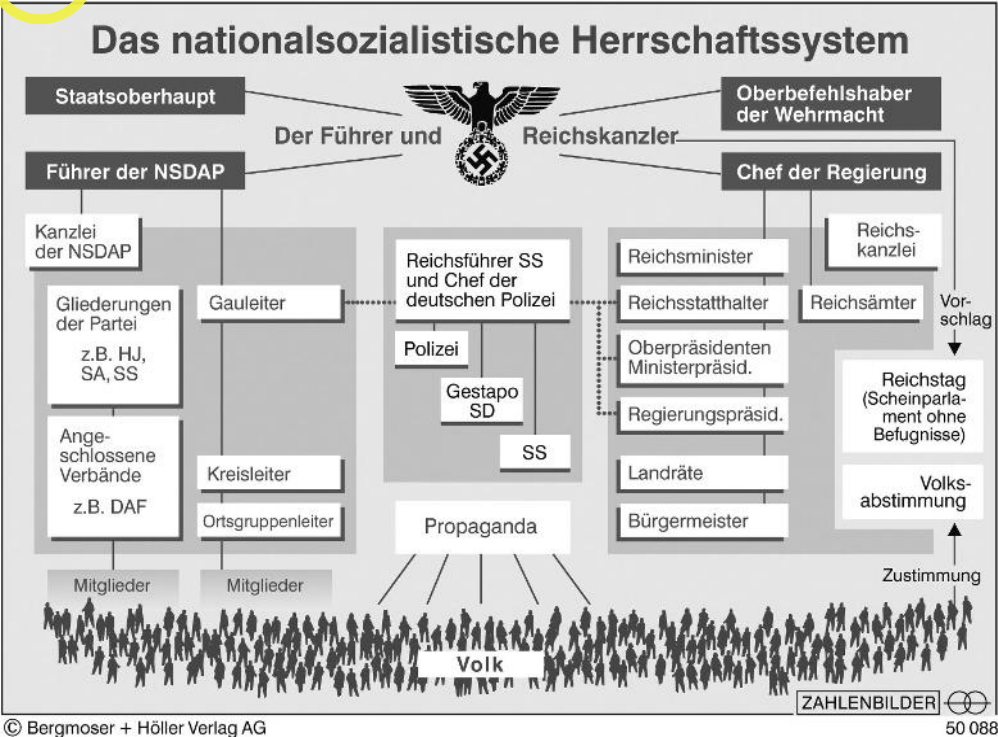 Das nationalsozialistische Herrschaftssystem
Staatsoberhaupt
Oberbefehlshaber
der Wehrmacht
Der Führer und Reichskanzler
Führer der NSDAP
Chef der Regierung
Kanzlei
der NSDAP
Gliederungen
der Partei
z.B. HJ,
SA, SS
Ange-
schlossene
Verbände
z.B. DAF
Mitglieder
Gauleiter
Kreisleiter
Ortsgruppenleiter
Mitglieder
Reichsführer SS
und Chef der
deutschen Polizei
Polizei
Gestapo
SD
SS
Propaganda
Reichsminister
Reichsstatthalter
Oberpräsidenten
Ministerpräsid.
Regierungspräsid.
Landräte
Bürgermeister
Reichs-
kanzlei
Reichsämter
Vor-
schlag
Reichstag
(Scheinparla-
ment ohne
Befugnisse)
Volks-
abstimmung
Zustimmung
Volk
ZAHLENBILDER
© Bergmoser + Höller Verlag AG
50 088